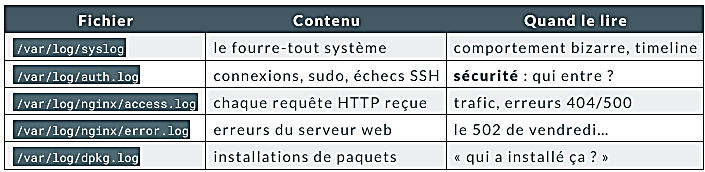 Fichier Contenu Quand le lire
/var/log/syslog le fourre-tout système comportement bizarre, timeline
/var/log/auth.log connexions, sudo, échecs SSH sécurité : qui entre ?
/var/log/nginx/access.log chaque requête HTTP reçue trafic, erreurs 404/500
/var/log/nginx/error.log erreurs du serveur web le 502 de vendredi…
/var/log/dpkg.log installations de paquets « qui a installé ça ? »